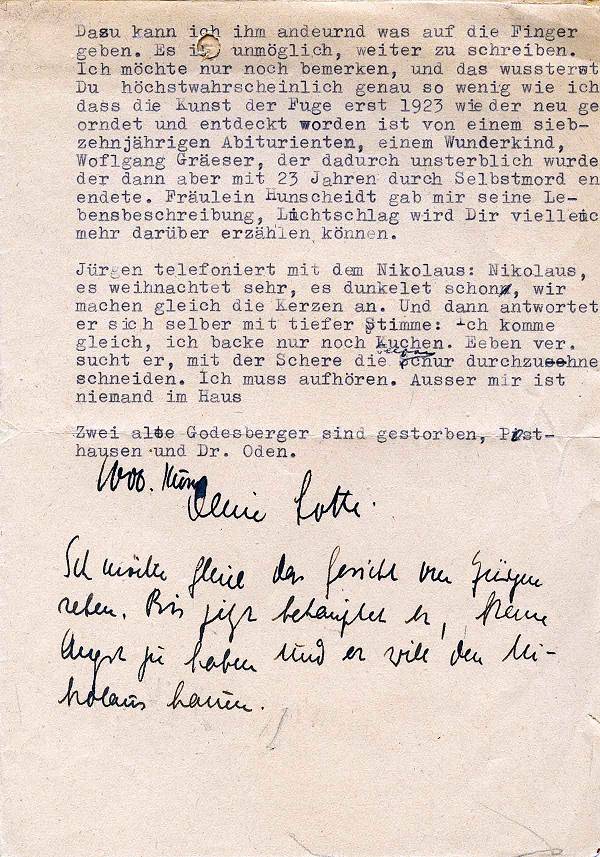 Dazu kann ich ihm andeurnd was auf die Finger
geben. Es is unmöglich, weiter zu schreiben.
Ich möchte nur noch bemerken, und das wussterst
Du höchstwahrscheinlich genau so wenig wie ich
dass die Kunst der Fuge erst 1923 wieder neu ge
orndet und entdeckt worden ist von einem sieb-
zehnjährigen Abiturienten, einem Wunderkind,
Woflgang Gräeser, der dadurch unsterblich wurde
der dann aber mit 23 Jahren durch Selbstmord en
endete. Fräulein Hunscheidt gab mir seine Le-
bensbeschreibung, Lichtschlag wird Dir vielleic
mehr darüber erzählen können.
Jürgen telefoniert mit dem Nikolaus: Nikolaus,
es weihnachtet sehr, es dunkelet schon, wir
machen gleich die Kerzen an. Und dann antwortet
er sich selber mit tiefer Stimme: Ich komme
gleich, ich backe nur noch Kuchen. Eeben ver.
sucht er, mit der Schere die Schur durchzuschne
schneiden. Ich muss aufhören. Ausser mir ist
niemand im Haus
Zwei alte Godesberger sind gestorben, Post-
hausen und Dr. Oden.
Deine Lotte.
Ich möchte gleich das Gesicht von Jürgen
sehen. Bis jetzt behauptet er, keine
Angst zu haben und er will den Ni-
kolaus hauen.